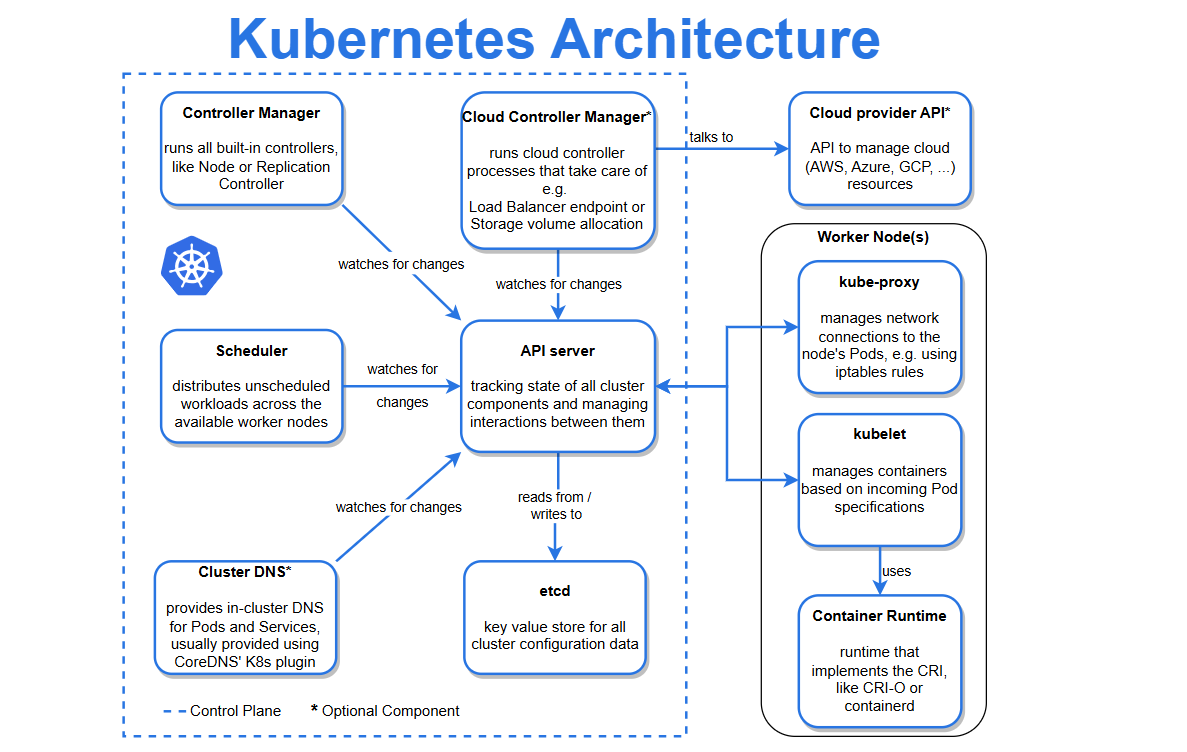 Kubernetes Architecture
Controller Manager
runs all built-in controllers,
like Node or Replication
Controller
Cloud Controller Manager*
runs cloud controller
processes that take care of
e.g.
Load Balancer endpoint or
Storage volume allocation
talks to
Cloud provider API*
API to manage cloud
(AWS, Azure, GCP, ...)
resources
watches for changes
watches for changes
Scheduler
distributes unscheduled
workloads across the
available worker nodes
watches for
changes
API server
tracking state of all cluster
components and managing
interactions between them
watches for changes
reads from /
writes to
Cluster DNS*
provides in-cluster DNS
for Pods and Services,
usually provided using
CoreDNS' K8s plugin
etcd
key value store for all
cluster configuration data
Control Plane
* Optional Component
Worker Node(s)
kube-proxy
manages network
connections to the
node's Pods, e.g. using
iptables rules
kubelet
manages containers
based on incoming Pod
specifications
uses
Container Runtime
runtime that
implements the CRI,
like CRI-O or
containerd